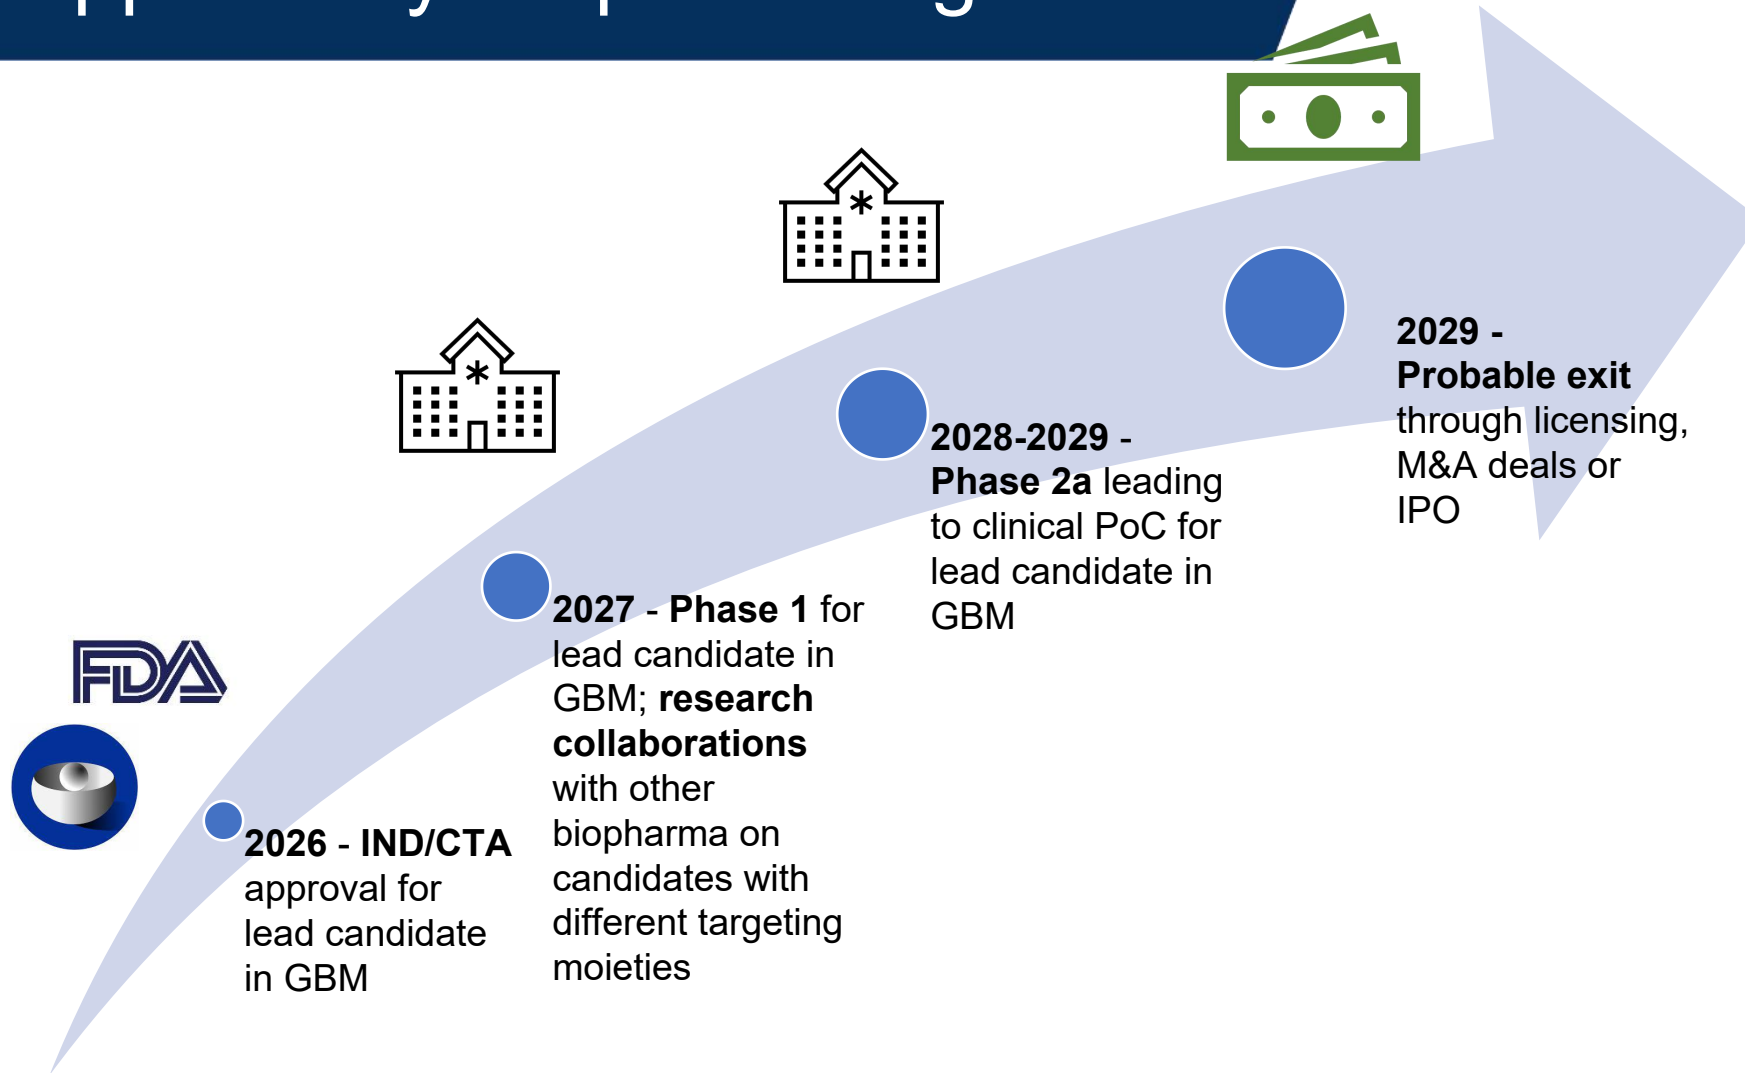 FDA
2026 - IND/CTA
approval for
lead candidate
in GBM
2027 - Phase 1 for
lead candidate in
GBM; research
collaborations
with other
biopharma on
candidates with
different targeting
moieties
2028-2029 -
Phase 2a leading
to clinical PoC for
lead candidate in
GBM
2029 -
Probable exit
through licensing,
M&A deals or
IPO